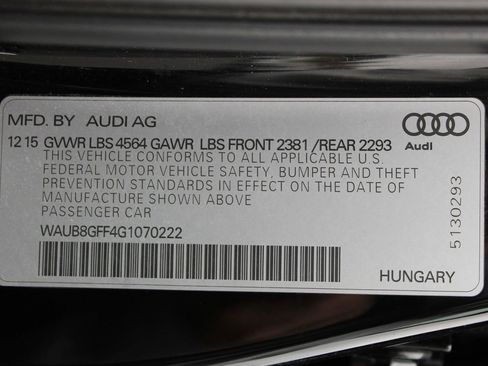 MFD. BY AUDI AG
Audi
12 15 GVWR LBS 4564 GAWR LBS FRONT 2381 /REAR 2293
THIS VEHICLE CONFORMS TO ALL APPLICABLE U.S.
FEDERAL MOTOR VEHICLE SAFETY, BUMPER AND THEFT
PREVENTION STANDARDS IN EFFECT ON THE DATE OF
MANUFACTURE SHOWN ABOVE
PASSENGER CAR
WAUB8GFF4G1070222
HUNGARY
5130293